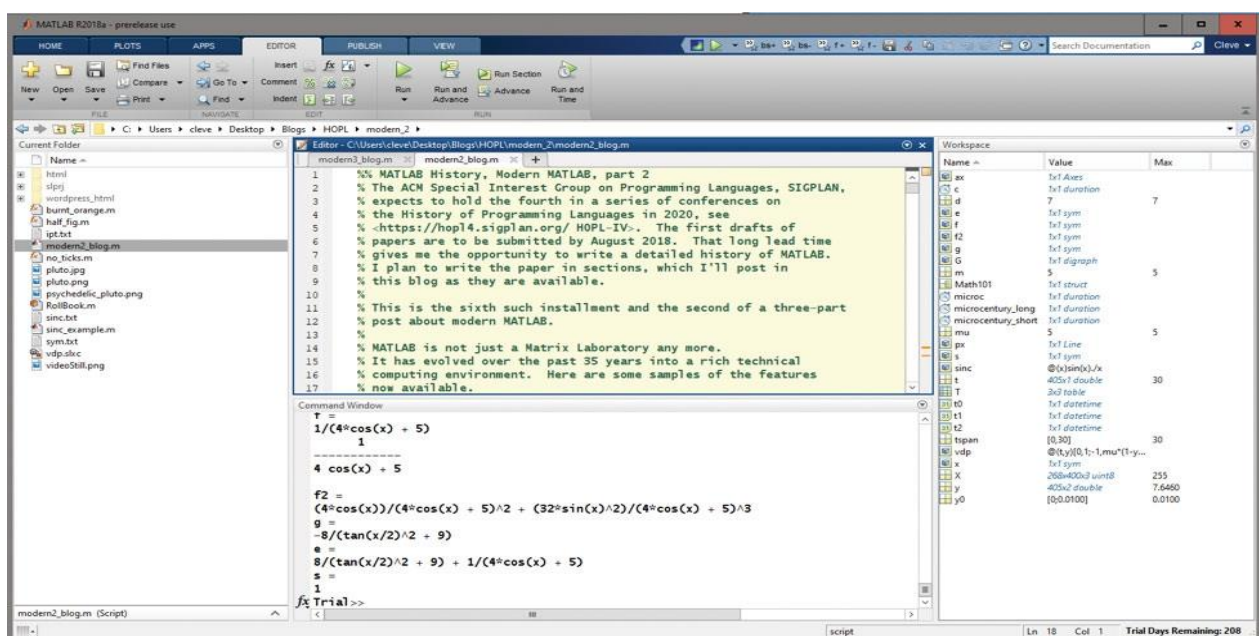 MATLAB R2018a - prerelease use
HOME PLOTS APPS EDITOR PUBLISH VIEW bs+ bs- f+ f- Search Documentation Cleve
New Open Save Find Files Compare Print Go To Find Insert fx Comment % Indent Run Run and Advance Run Section Advance Run and Time
FILE NAVIGATE EDIT RUN
C: Users cleve Desktop Blogs HOPL modern_2
Current Folder
Name
html
slprj
wordpress_html
burnt_orange.m
half_fig.m
ipt.txt
modern2_blog.m
no_ticks.m
pluto.jpg
pluto.png
psychedelic_pluto.png
RollBook.m
sinc.txt
sinc_example.m
sym.txt
vdp.slxc
videoStill.png
modern2_blog.m (Script)
Editor - C:\Users\cleve\Desktop\Blogs\HOPL\modern_2\modern2_blog.m
modern3_blog.m modern2_blog.m +
1 %% MATLAB History, Modern MATLAB, part 2
2 % The ACM Special Interest Group on Programming Languages, SIGPLAN,
3 % expects to hold the fourth in a series of conferences on
4 % the History of Programming Languages in 2020, see
5 % <https://hopl4.sigplan.org/ HOPL-IV>. The first drafts of
6 % papers are to be submitted by August 2018. That long lead time
7 % gives me the opportunity to write a detailed history of MATLAB.
8 % I plan to write the paper in sections, which I'll post in
9 % this blog as they are available.
10 %
11 % This is the sixth such installment and the second of a three-part
12 % post about modern MATLAB.
13 %
14 % MATLAB is not just a Matrix Laboratory any more.
15 % It has evolved over the past 35 years into a rich technical
16 % computing environment. Here are some samples of the features
17 % now available.
Command Window
f =
1/(4*cos(x) + 5)
1
------------
4 cos(x) + 5
f2 =
(4*cos(x))/(4*cos(x) + 5)^2 + (32*sin(x)^2)/(4*cos(x) + 5)^3
g =
-8/(tan(x/2)^2 + 9)
e =
8/(tan(x/2)^2 + 9) + 1/(4*cos(x) + 5)
s =
1
fx Trial>>
Workspace
Name Value Max
ax 1x1 Axes
c 1x1 duration
d 7 7
e 1x1 sym
f 1x1 sym
f2 1x1 sym
g 1x1 sym
G 1x1 digraph
m 5 5
Math101 1x1 struct
microc 1x1 duration
microcentury_long 1x1 duration
microcentury_short 1x1 duration
mu 5 5
px 1x1 Line
s 1x1 sym
sinc @(x)sin(x)./x
t 405x1 double 30
T 3x3 table
t0 1x1 datetime
t1 1x1 datetime
t2 1x1 datetime
tspan [0,30] 30
vdp @(t,y)[0,1;-1,mu*(1-y...
x 1x1 sym
X 268x400x3 uint8 255
y 405x2 double 7.6460
y0 [0;0.0100] 0.0100
script Ln 18 Col 1 Trial Days Remaining: 208